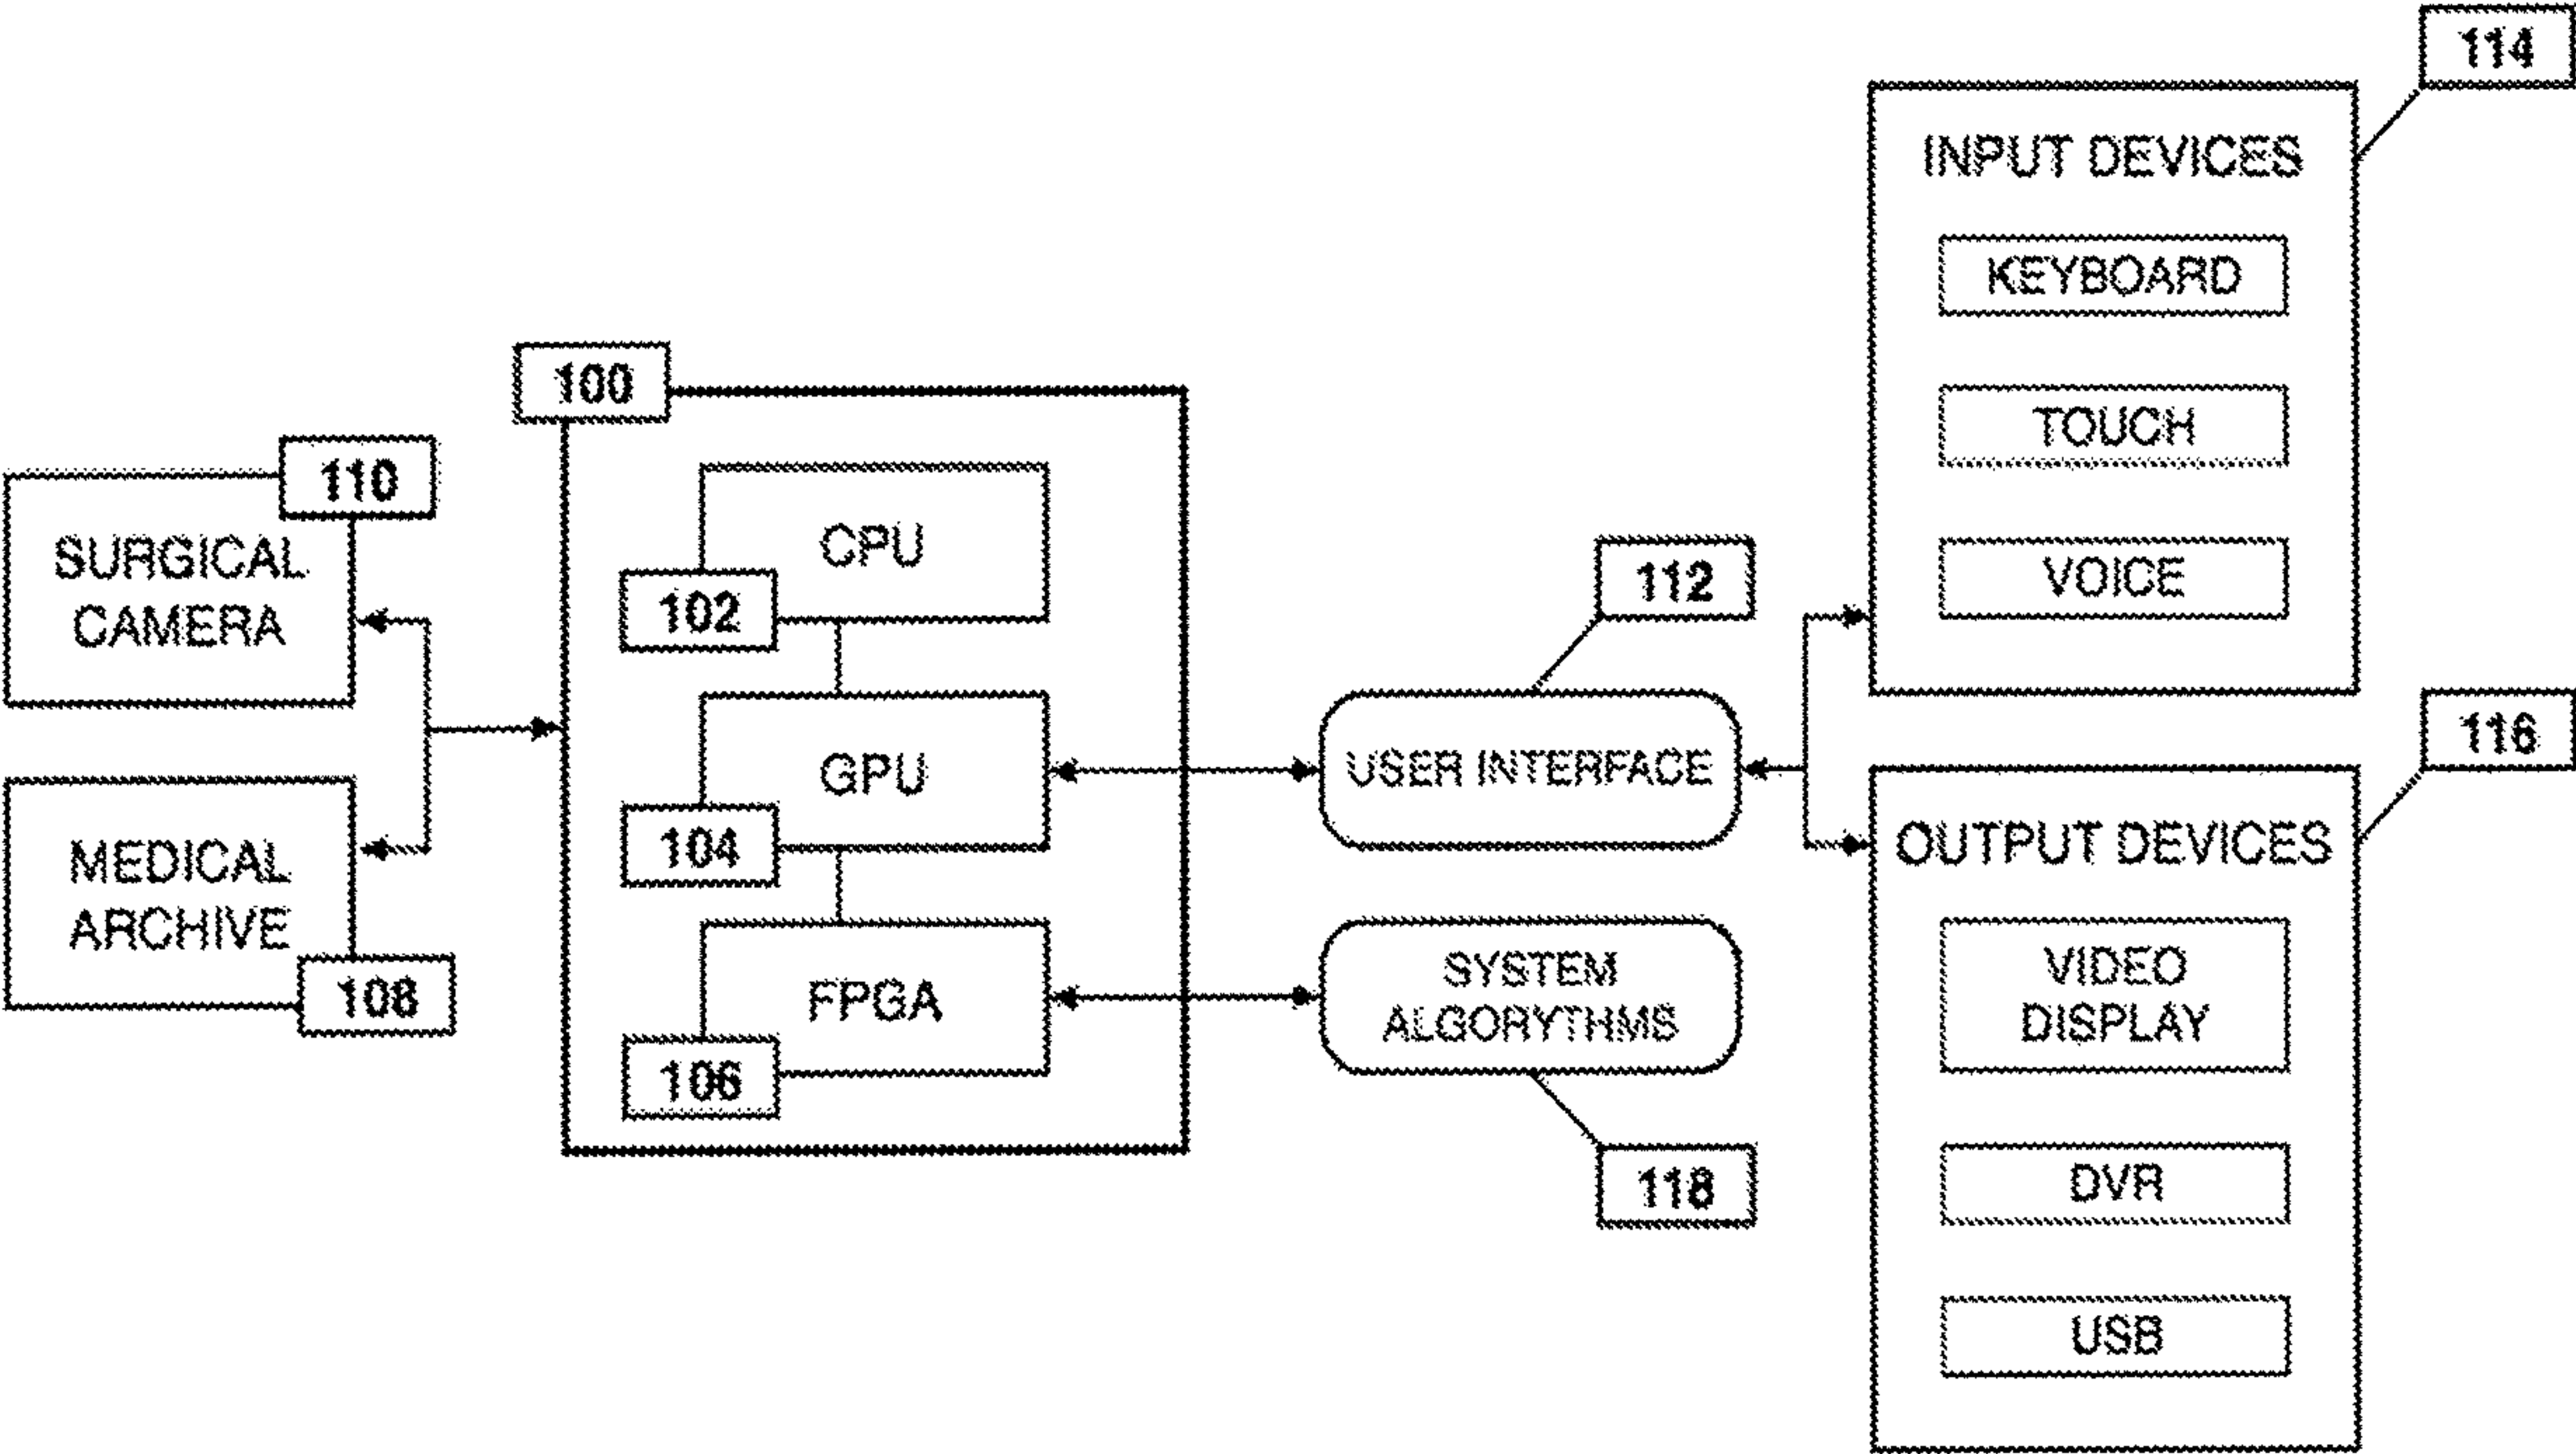 114
INPUT DEVICES
KEYBOARD
TOUCH
VOICE
100
110
SURGICAL
CAMERA
CPU
102
112
GPU
104
USER INTERFACE
116
MEDICAL
ARCHIVE
108
FPGA
106
SYSTEM
ALGORYTHMS
118
OUTPUT DEVICES
VIDEO
DISPLAY
DVR
USB